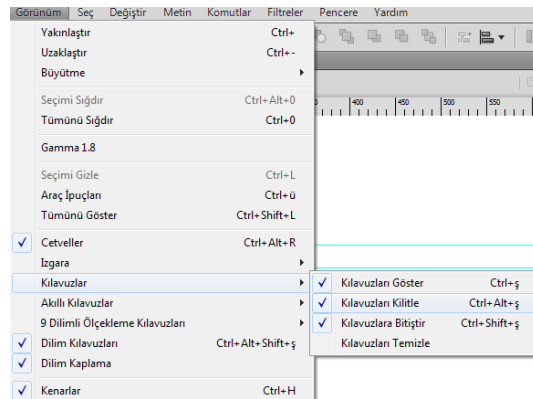 Görünüm Seç Değiştir Metin Komutlar Filtreler Pencere Yardım
Yakınlaştır Ctrl+
Uzaklaştır Ctrl+-
Büyütme
Seçimi Sığdır Ctrl+Alt+0
Tümünü Sığdır Ctrl+0
400 450 500 550
Gamma 1.8
Seçimi Gizle Ctrl+L
Araç İpuçları Ctrl+ü
Tümünü Göster Ctrl+Shift+L
Cetveller Ctrl+Alt+R
Izgara
Kılavuzlar
Kılavuzları Göster Ctrl+ş
Akıllı Kılavuzlar
Kılavuzları Kilitle Ctrl+Alt+ş
9 Dilimli Ölçekleme Kılavuzları
Kılavuzlara Bitiştir Ctrl+Shift+ş
Dilim Kılavuzları Ctrl+Alt+Shift+ş
Kılavuzları Temizle
Dilim Kaplama
Kenarlar Ctrl+H